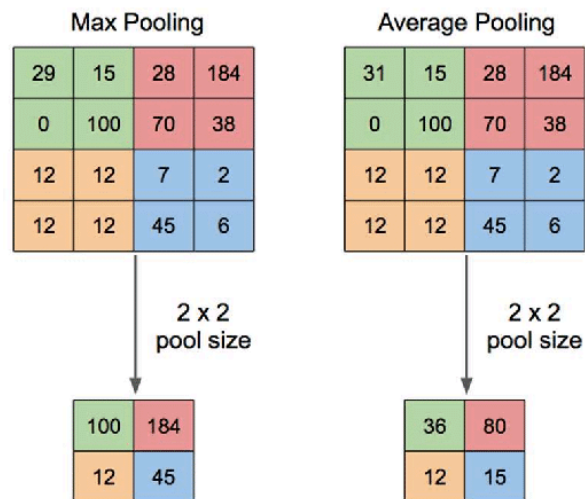 Max Pooling
29 15 28 184
0 100 70 38
12 12 7 2
12 12 45 6
2 x 2
pool size
100 184
12 45
Average Pooling
31 15 28 184
0 100 70 38
12 12 7 2
12 12 45 6
2 x 2
pool size
36 80
12 15